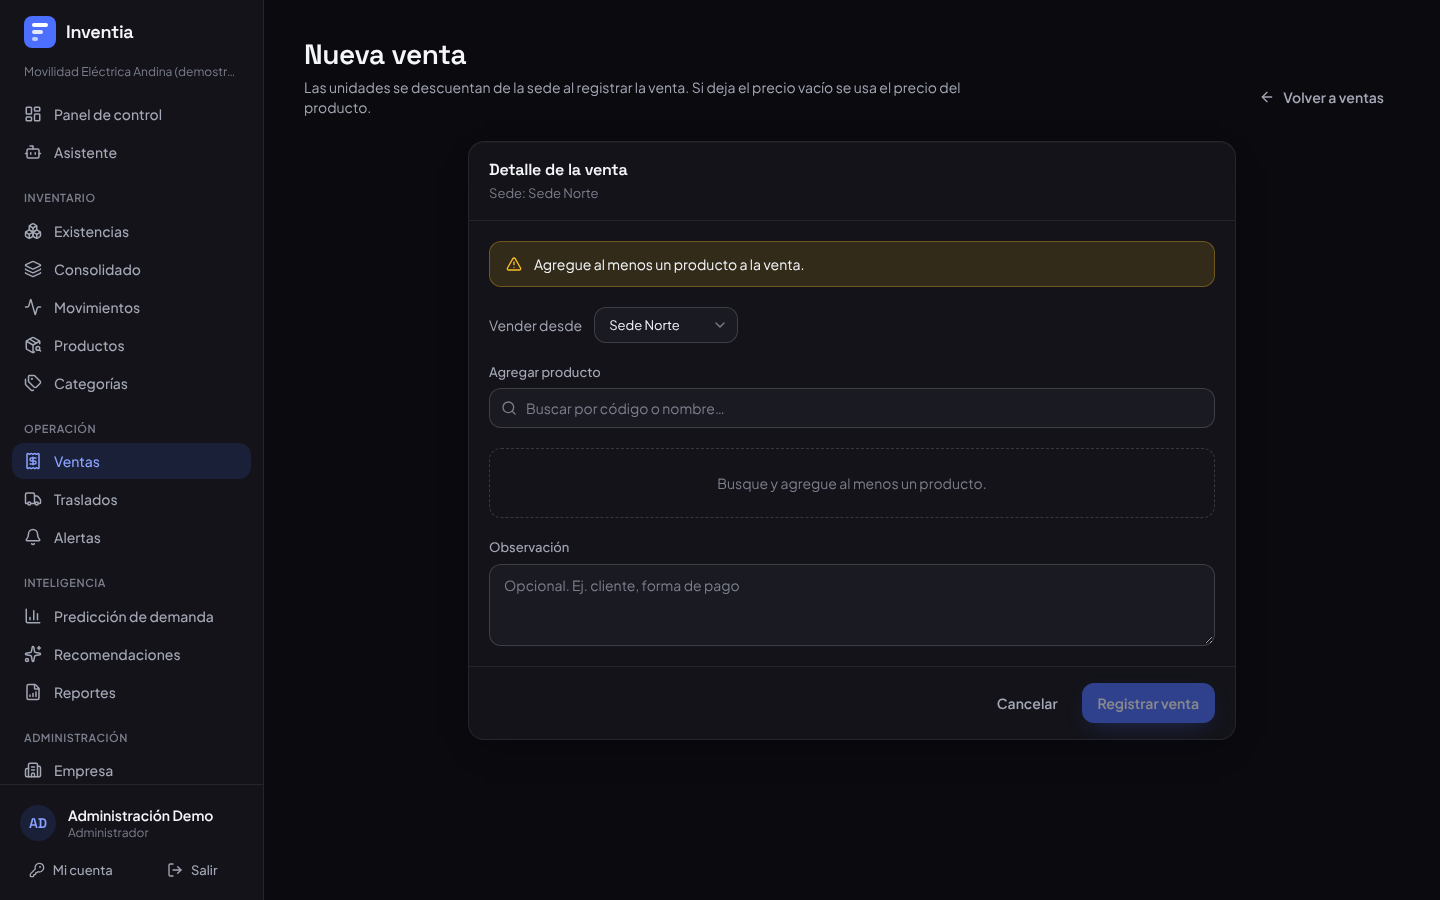 Inventia
Movilidad Eléctrica Andina (demostr...
Panel de control
Asistente
INVENTARIO
Existencias
Consolidado
Movimientos
Productos
Categorías
OPERACIÓN
Ventas
Traslados
Alertas
INTELIGENCIA
Predicción de demanda
Recomendaciones
Reportes
ADMINISTRACIÓN
Empresa
AD
Administración Demo
Administrador
Mi cuenta
Salir
Nueva venta
Las unidades se descuentan de la sede al registrar la venta. Si deja el precio vacío se usa el precio del
producto.
Volver a ventas
Detalle de la venta
Sede: Sede Norte
Agregue al menos un producto a la venta.
Vender desde
Sede Norte
Agregar producto
Buscar por código o nombre...
Busque y agregue al menos un producto.
Observación
Opcional. Ej. cliente, forma de pago
Cancelar
Registrar venta